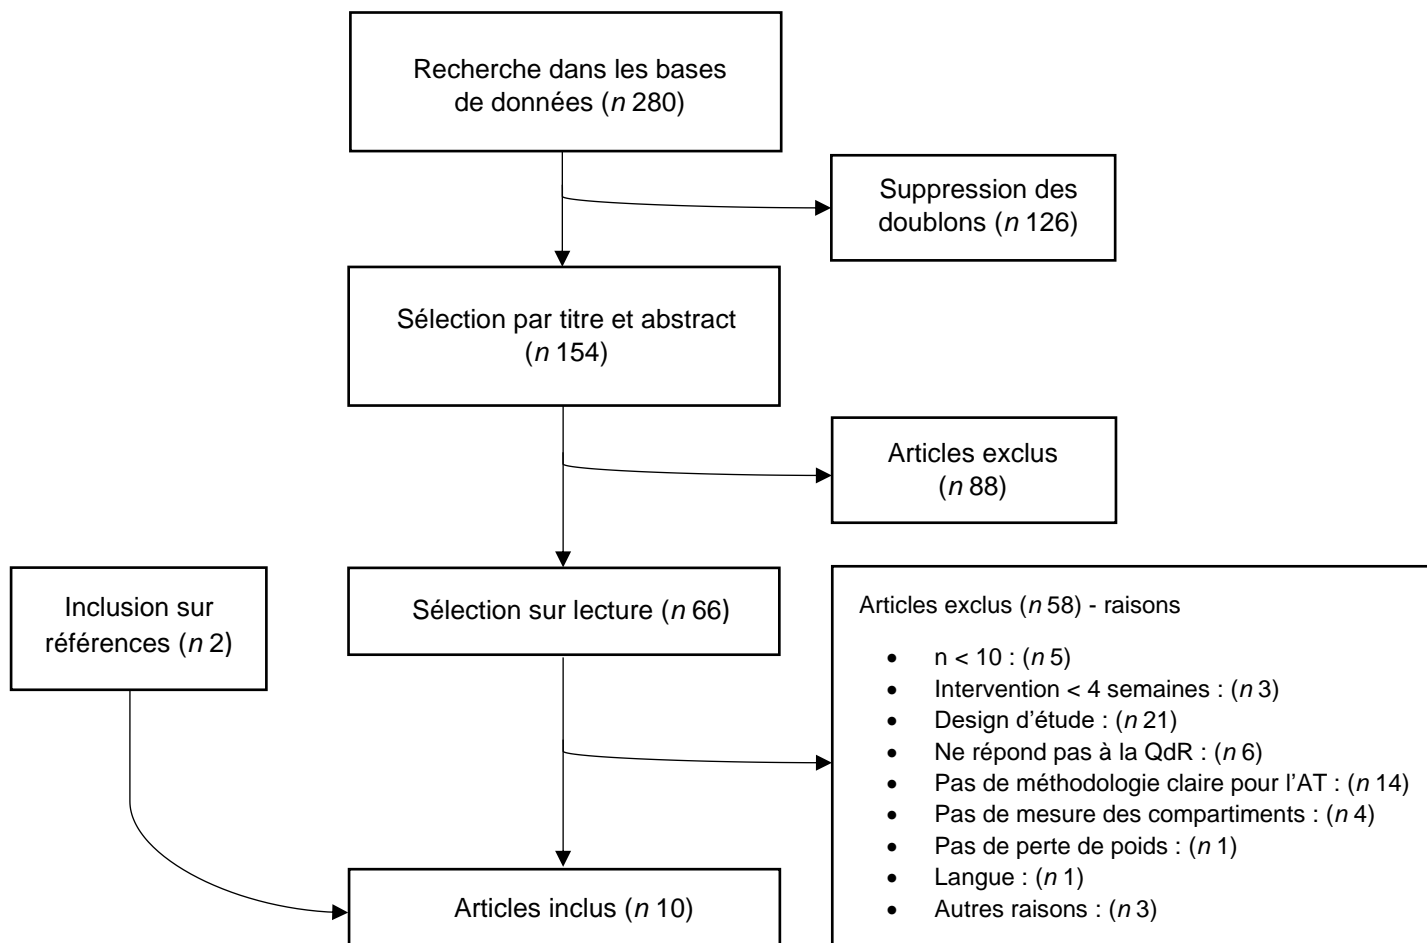 Recherche dans les bases
de données (n 280)
Suppression des
doublons (n 126)
Sélection par titre et abstract
(n 154)
Articles exclus
(n 88)
Inclusion sur
références (n 2)
Sélection sur lecture (n 66)
Articles exclus (n 58) - raisons
• n < 10 : (n 5)
• Intervention < 4 semaines : (n 3)
• Design d’étude : (n 21)
• Ne répond pas à la QdR : (n 6)
• Pas de méthodologie claire pour l’AT : (n 14)
• Pas de mesure des compartiments : (n 4)
• Pas de perte de poids : (n 1)
• Langue : (n 1)
• Autres raisons : (n 3)
Articles inclus (n 10)